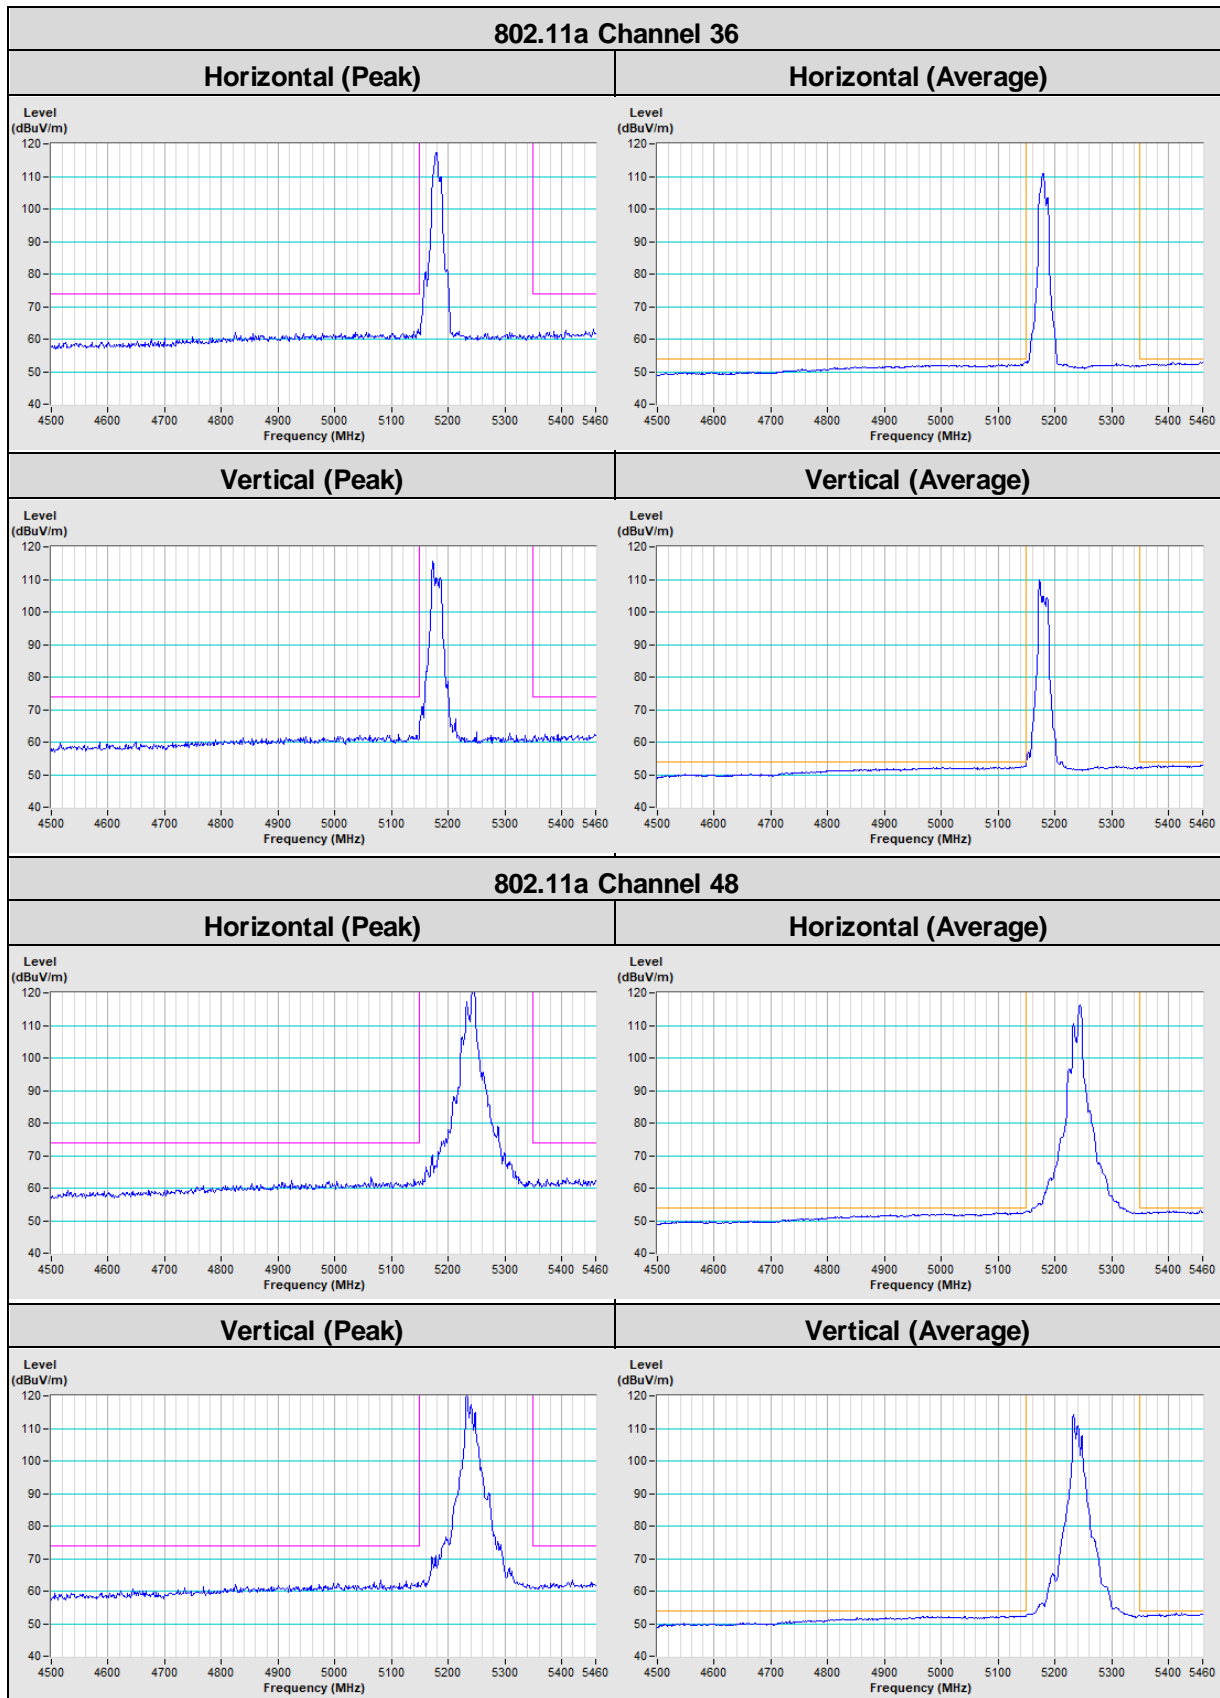 802.11a Channel 36
Horizontal (Peak) Horizontal (Average)
Level Level
(dBuV/m) (dBuV/m)
120 120
110 110
100 100
90 90
80 80
70 70
60 60
50 50
40 40
4500 4600 4700 4800 4900 5000 5100 5200 5300 5400 5460 4500 4600 4700 4800 4900 5000 5100 5200 5300 5400 5460
Frequency (MHz) Frequency (MHz)
Vertical (Peak) Vertical (Average)
Level Level
(dBuV/m) (dBuV/m)
120 120
110 110
100 100
90 90
80 80
70 70
60 60
50 50
40 40
4500 4600 4700 4800 4900 5000 5100 5200 5300 5400 5460 4500 4600 4700 4800 4900 5000 5100 5200 5300 5400 5460
Frequency (MHz) Frequency (MHz)
802.11a Channel 48
Horizontal (Peak) Horizontal (Average)
Level Level
(dBuV/m) (dBuV/m)
120 120
110 110
100 100
90 90
80 80
70 70
60 60
50 50
40 40
4500 4600 4700 4800 4900 5000 5100 5200 5300 5400 5460 4500 4600 4700 4800 4900 5000 5100 5200 5300 5400 5460
Frequency (MHz) Frequency (MHz)
Vertical (Peak) Vertical (Average)
Level Level
(dBuV/m) (dBuV/m)
120 120
110 110
100 100
90 90
80 80
70 70
60 60
50 50
40 40
4500 4600 4700 4800 4900 5000 5100 5200 5300 5400 5460 4500 4600 4700 4800 4900 5000 5100 5200 5300 5400 5460
Frequency (MHz) Frequency (MHz)